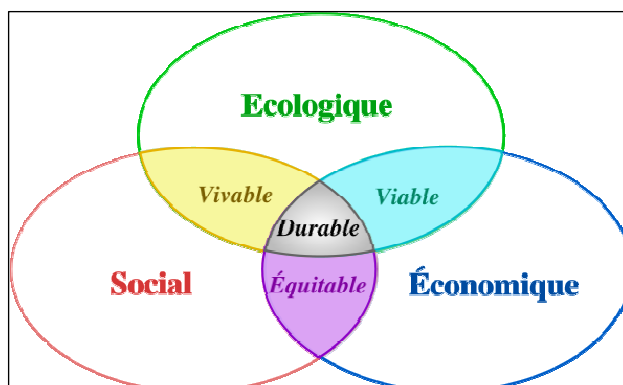 Ecologique
Vivable
Viable
Durable
Social
Équitable
Économique